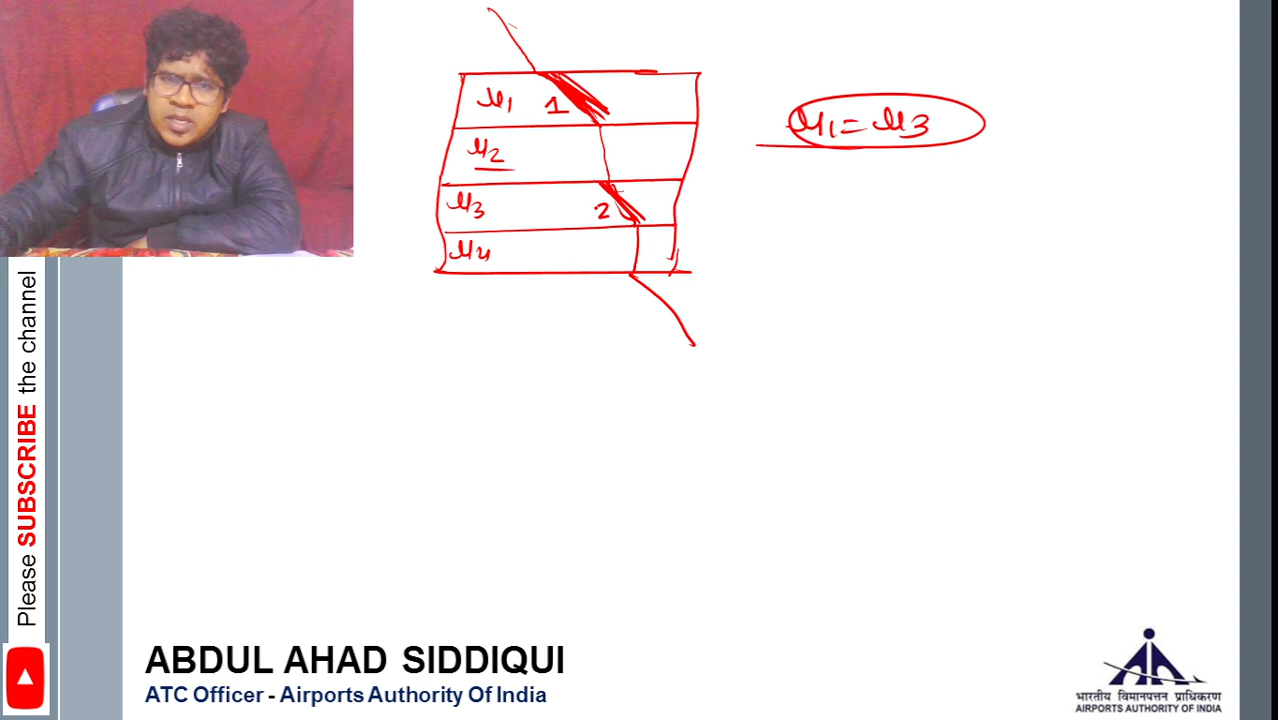 μ1 1
μ2
μ3 2
μ4
μ1 = μ3
Please SUBSCRIBE the channel
ABDUL AHAD SIDDIQUI
ATC Officer - Airports Authority Of India
भारतीय विमानपत्तन प्राधिकरण
AIRPORTS AUTHORITY OF INDIA